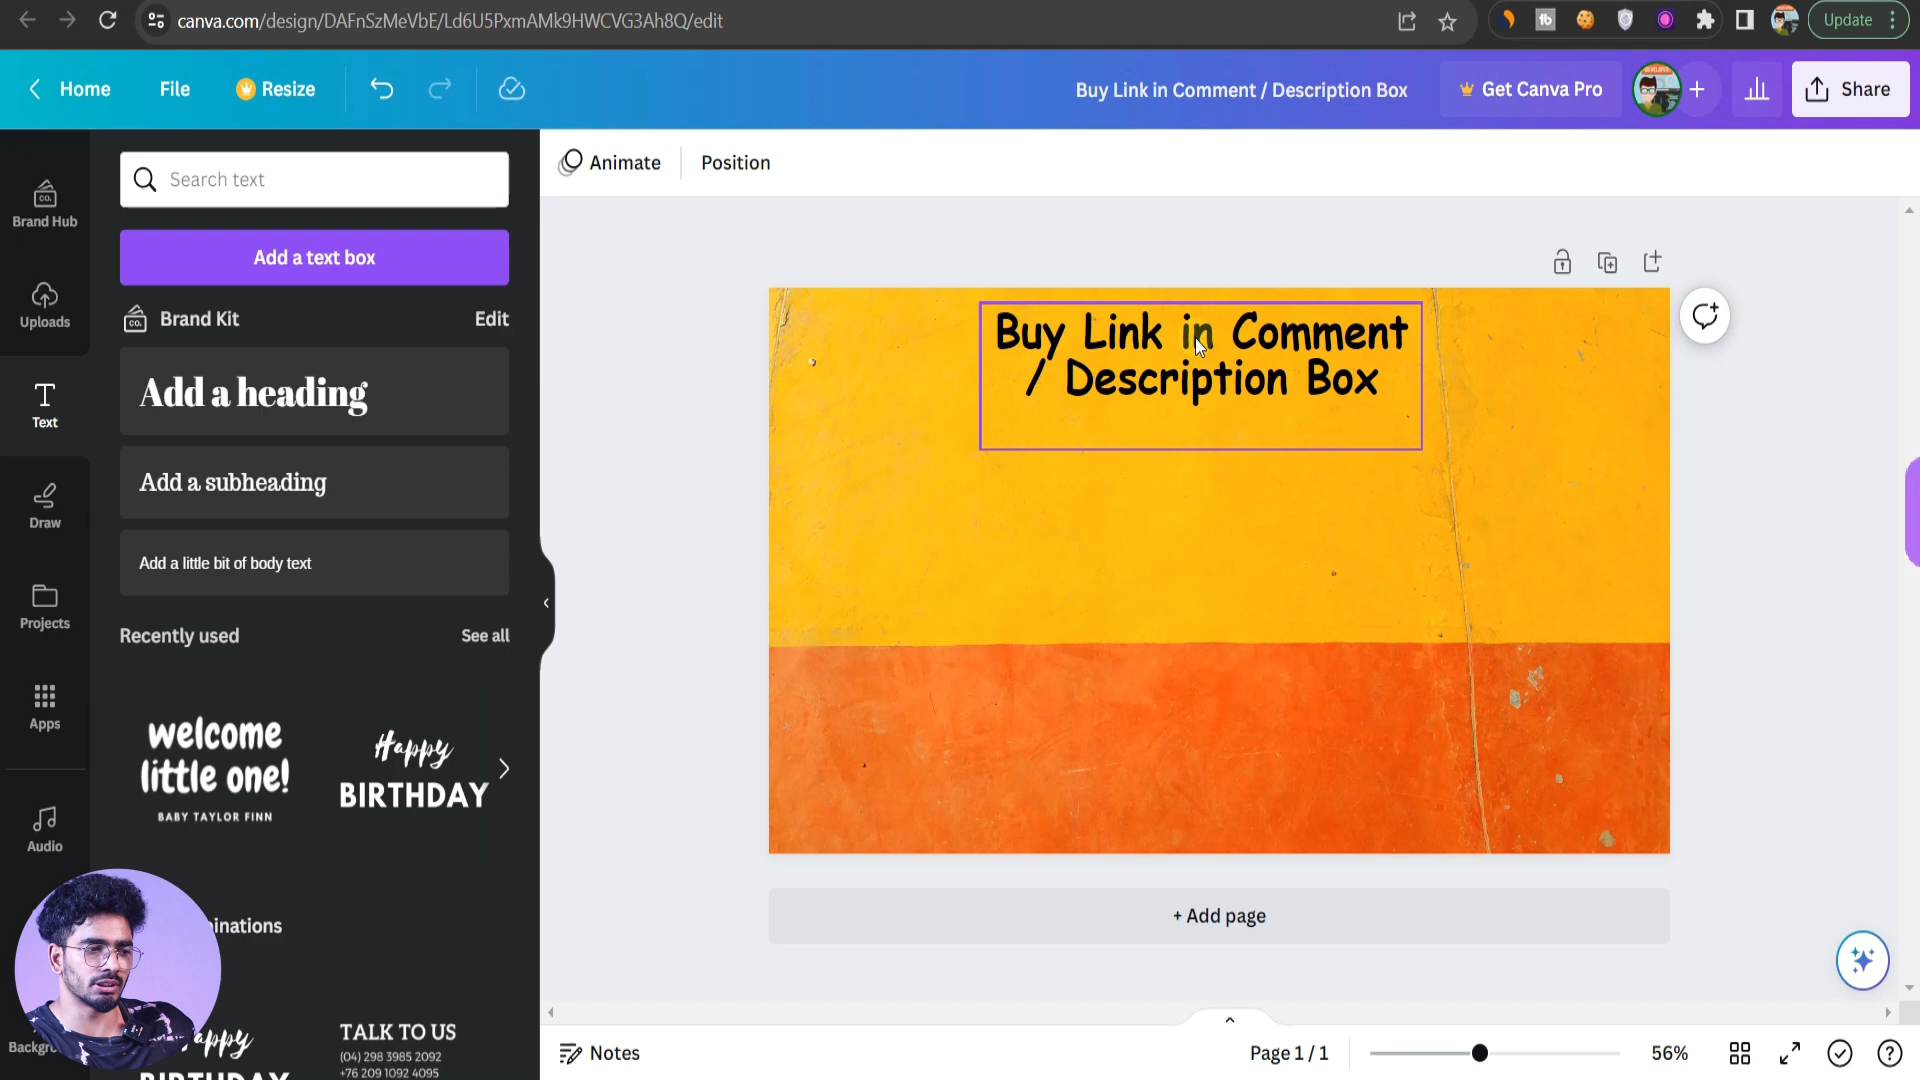 canva.com/design/DAFnSzMeVbE/Ld6U5PxmAMk9HWCVG3Ah8Q/edit
Update
Home
File
Resize
Buy Link in Comment / Description Box
Get Canva Pro
Share
Brand Hub
Uploads
Text
Draw
Projects
Apps
Audio
Search text
Add a text box
Brand Kit
Edit
Add a heading
Add a subheading
Add a little bit of body text
Recently used
See all
welcome
little one!
BABY TAYLOR FINN
Happy
BIRTHDAY
TALK TO US
(04) 298 3985 2092
+76 209 1092 4095
Animate
Position
Buy Link in Comment
/ Description Box
+ Add page
Notes
Page 1 / 1
56%